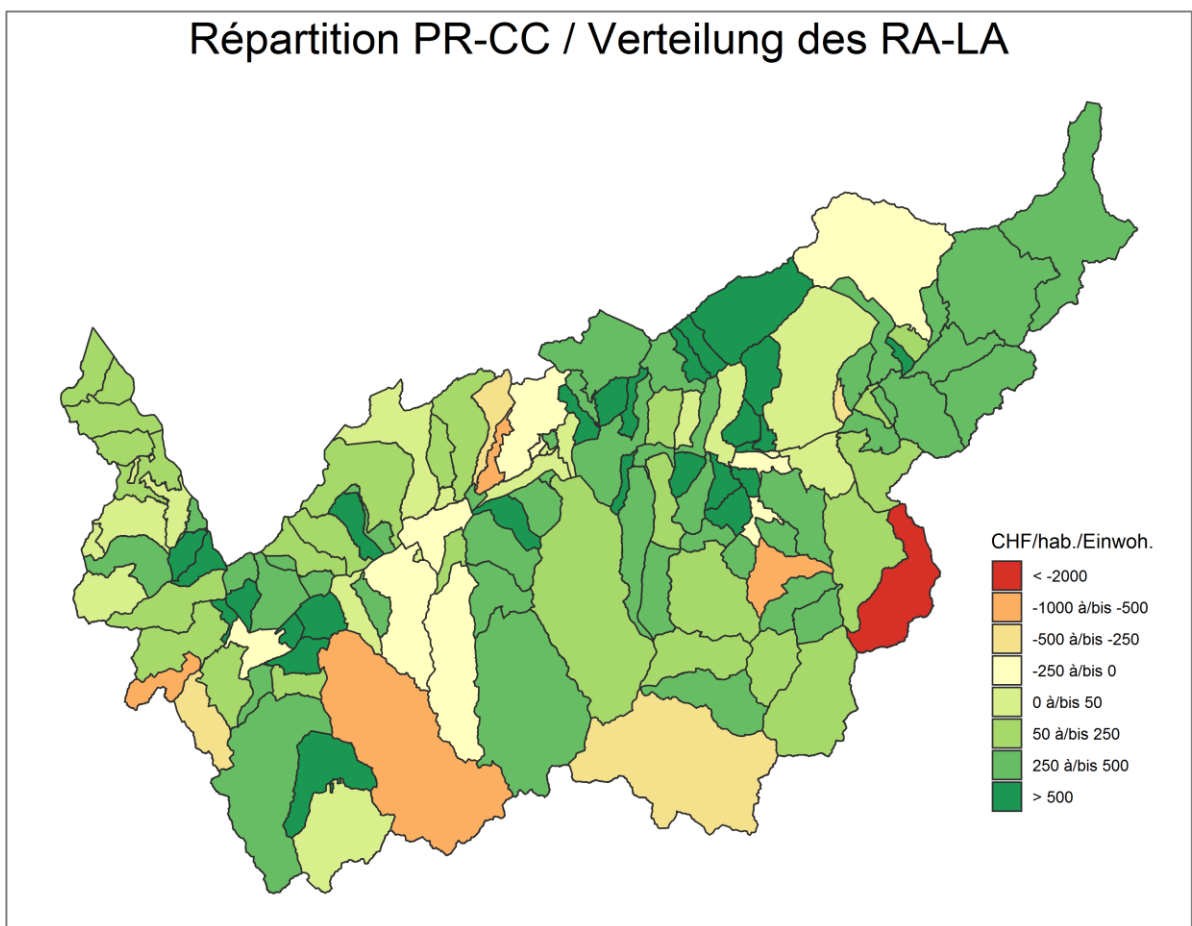 Répartition PR-CC / Verteilung des RA-LA
CHF/hab./Einwoh.
< -2000
-1000 à/bis -500
-500 à/bis -250
-250 à/bis 0
0 à/bis 50
50 à/bis 250
250 à/bis 500
> 500